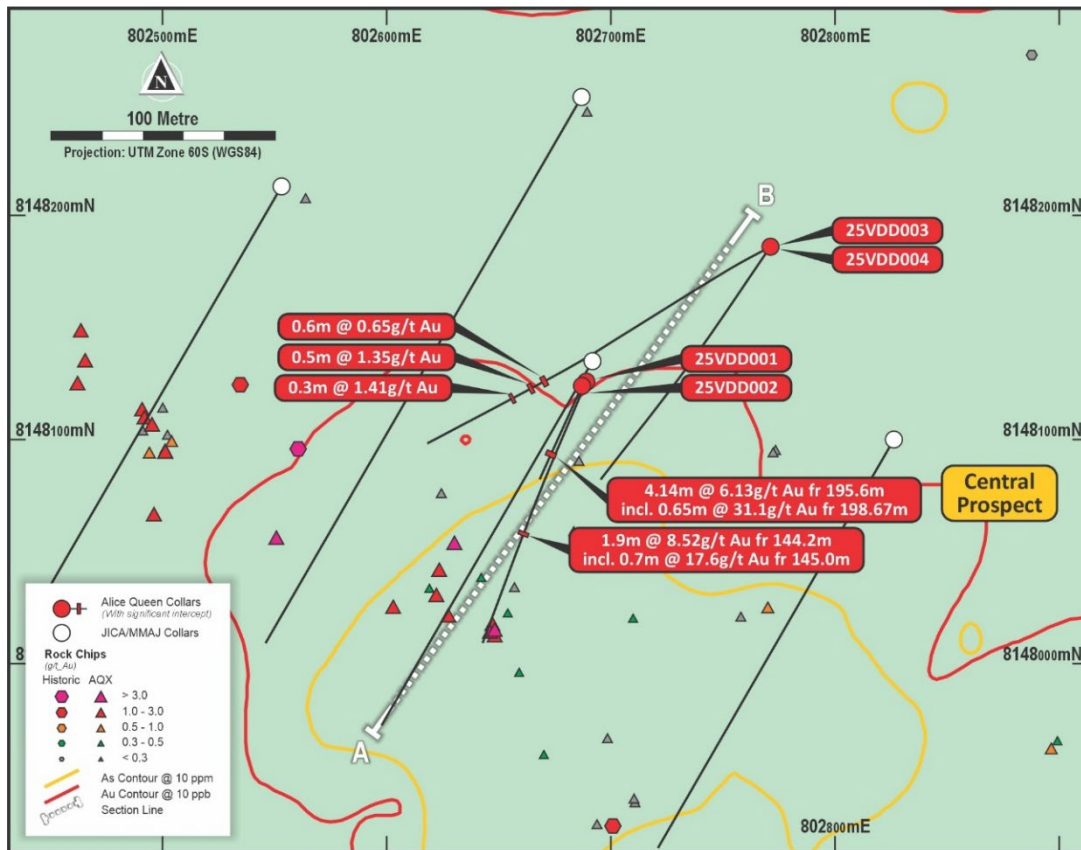 802500mE
802600mE
802700mE
802800mE
N
100 Metre
Projection: UTM Zone 60S (WGS84)
8148200mN
8148200mN
B
25VDD003
25VDD004
0.6m @ 0.65g/t Au
0.5m @ 1.35g/t Au
0.3m @ 1.41g/t Au
25VDD001
25VDD002
8148100mN
8148100mN
4.14m @ 6.13g/t Au fr 195.6m
incl. 0.65m @ 31.1g/t Au fr 198.67m
Central
Prospect
1.9m @ 8.52g/t Au fr 144.2m
incl. 0.7m @ 17.6g/t Au fr 145.0m
Alice Queen Collars
(With significant intercept)
JICA/MMAJ Collars
Rock Chips
(g/t_Au)
Historic AQX
> 3.0
1.0 - 3.0
0.5 - 1.0
0.3 - 0.5
< 0.3
As Contour @ 10 ppm
Au Contour @ 10 ppb
Section Line
8148000mN
A
802800mE